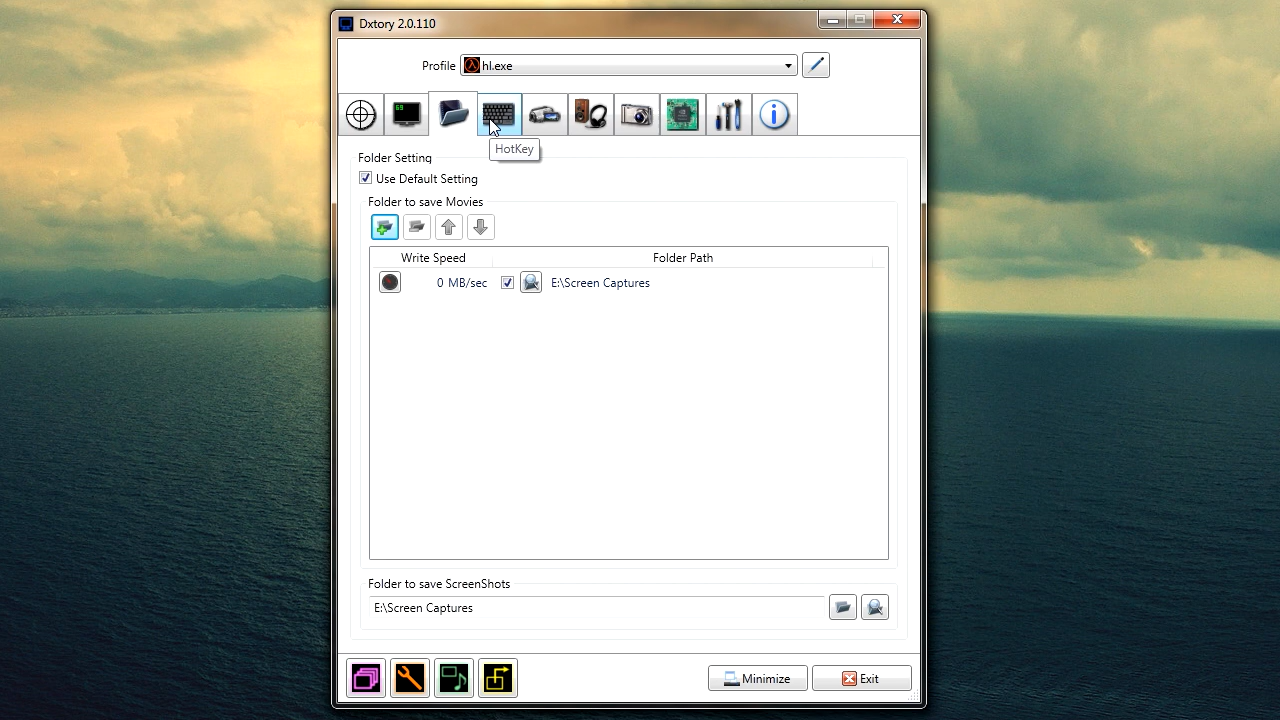 Dxtory 2.0.110
Profile hl.exe
69
HotKey
Folder Setting
Use Default Setting
Folder to save Movies
Write Speed Folder Path
0 MB/sec E:\Screen Captures
Folder to save ScreenShots
E:\Screen Captures
Minimize Exit